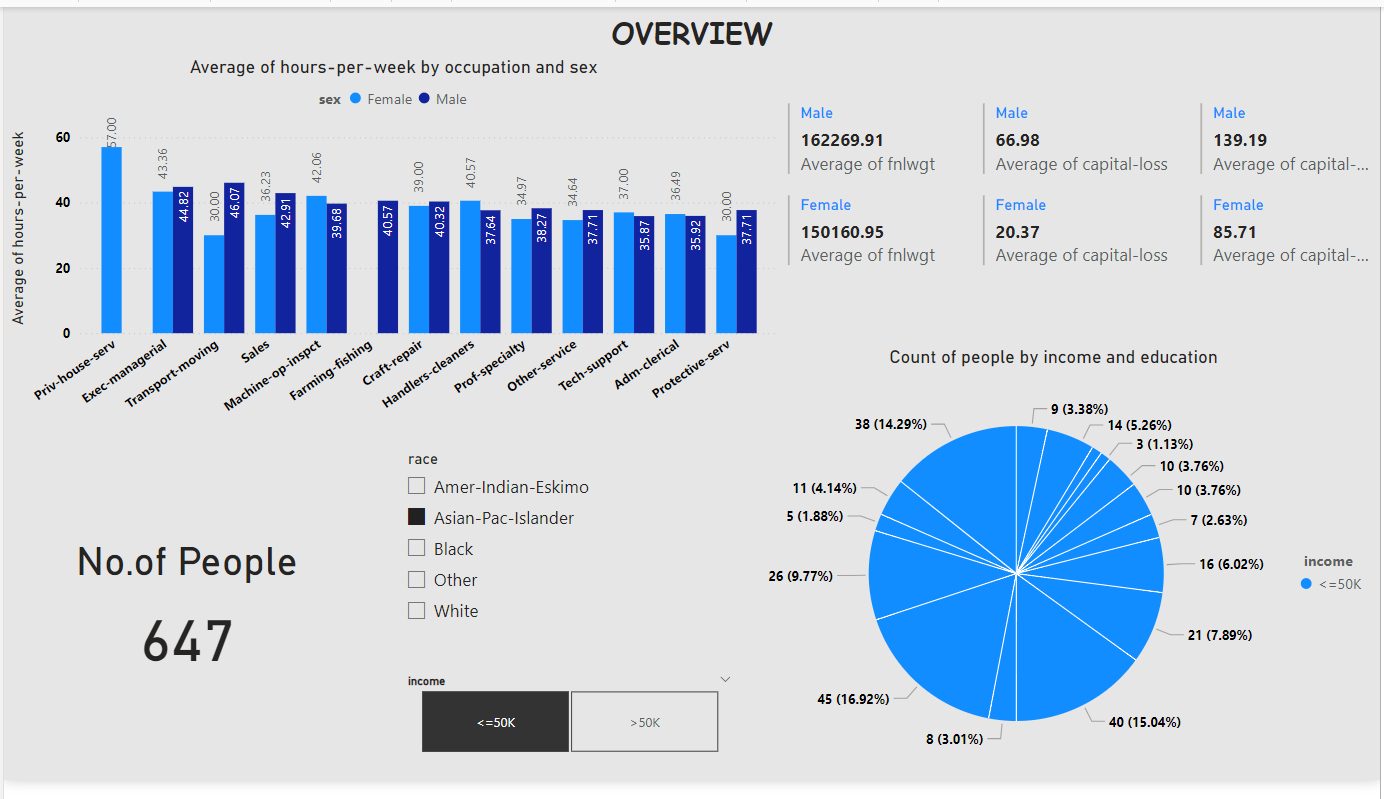 OVERVIEW
Average of hours-per-week by occupation and sex
sex Female Male
Average of hours-per-week
60
40
20
0
57.00
43.36
44.82
30.00
46.07
36.23
42.91
42.06
39.68
40.57
39.00
40.32
40.57
37.64
34.97
38.27
34.64
37.71
37.00
35.87
36.49
35.92
30.00
37.71
Priv-house-serv
Exec-managerial
Transport-moving
Sales
Machine-op-inspct
Farming-fishing
Craft-repair
Handlers-cleaners
Prof-specialty
Other-service
Tech-support
Adm-clerical
Protective-serv
Male
162269.91
Average of fnlwgt
Male
66.98
Average of capital-loss
Male
139.19
Average of capital-...
Female
150160.95
Average of fnlwgt
Female
20.37
Average of capital-loss
Female
85.71
Average of capital-...
No.of People
647
race
Amer-Indian-Eskimo
Asian-Pac-Islander
Black
Other
White
income
<=50K
>50K
Count of people by income and education
9 (3.38%)
14 (5.26%)
3 (1.13%)
10 (3.76%)
10 (3.76%)
7 (2.63%)
16 (6.02%)
21 (7.89%)
40 (15.04%)
8 (3.01%)
45 (16.92%)
26 (9.77%)
5 (1.88%)
11 (4.14%)
38 (14.29%)
income
<=50K